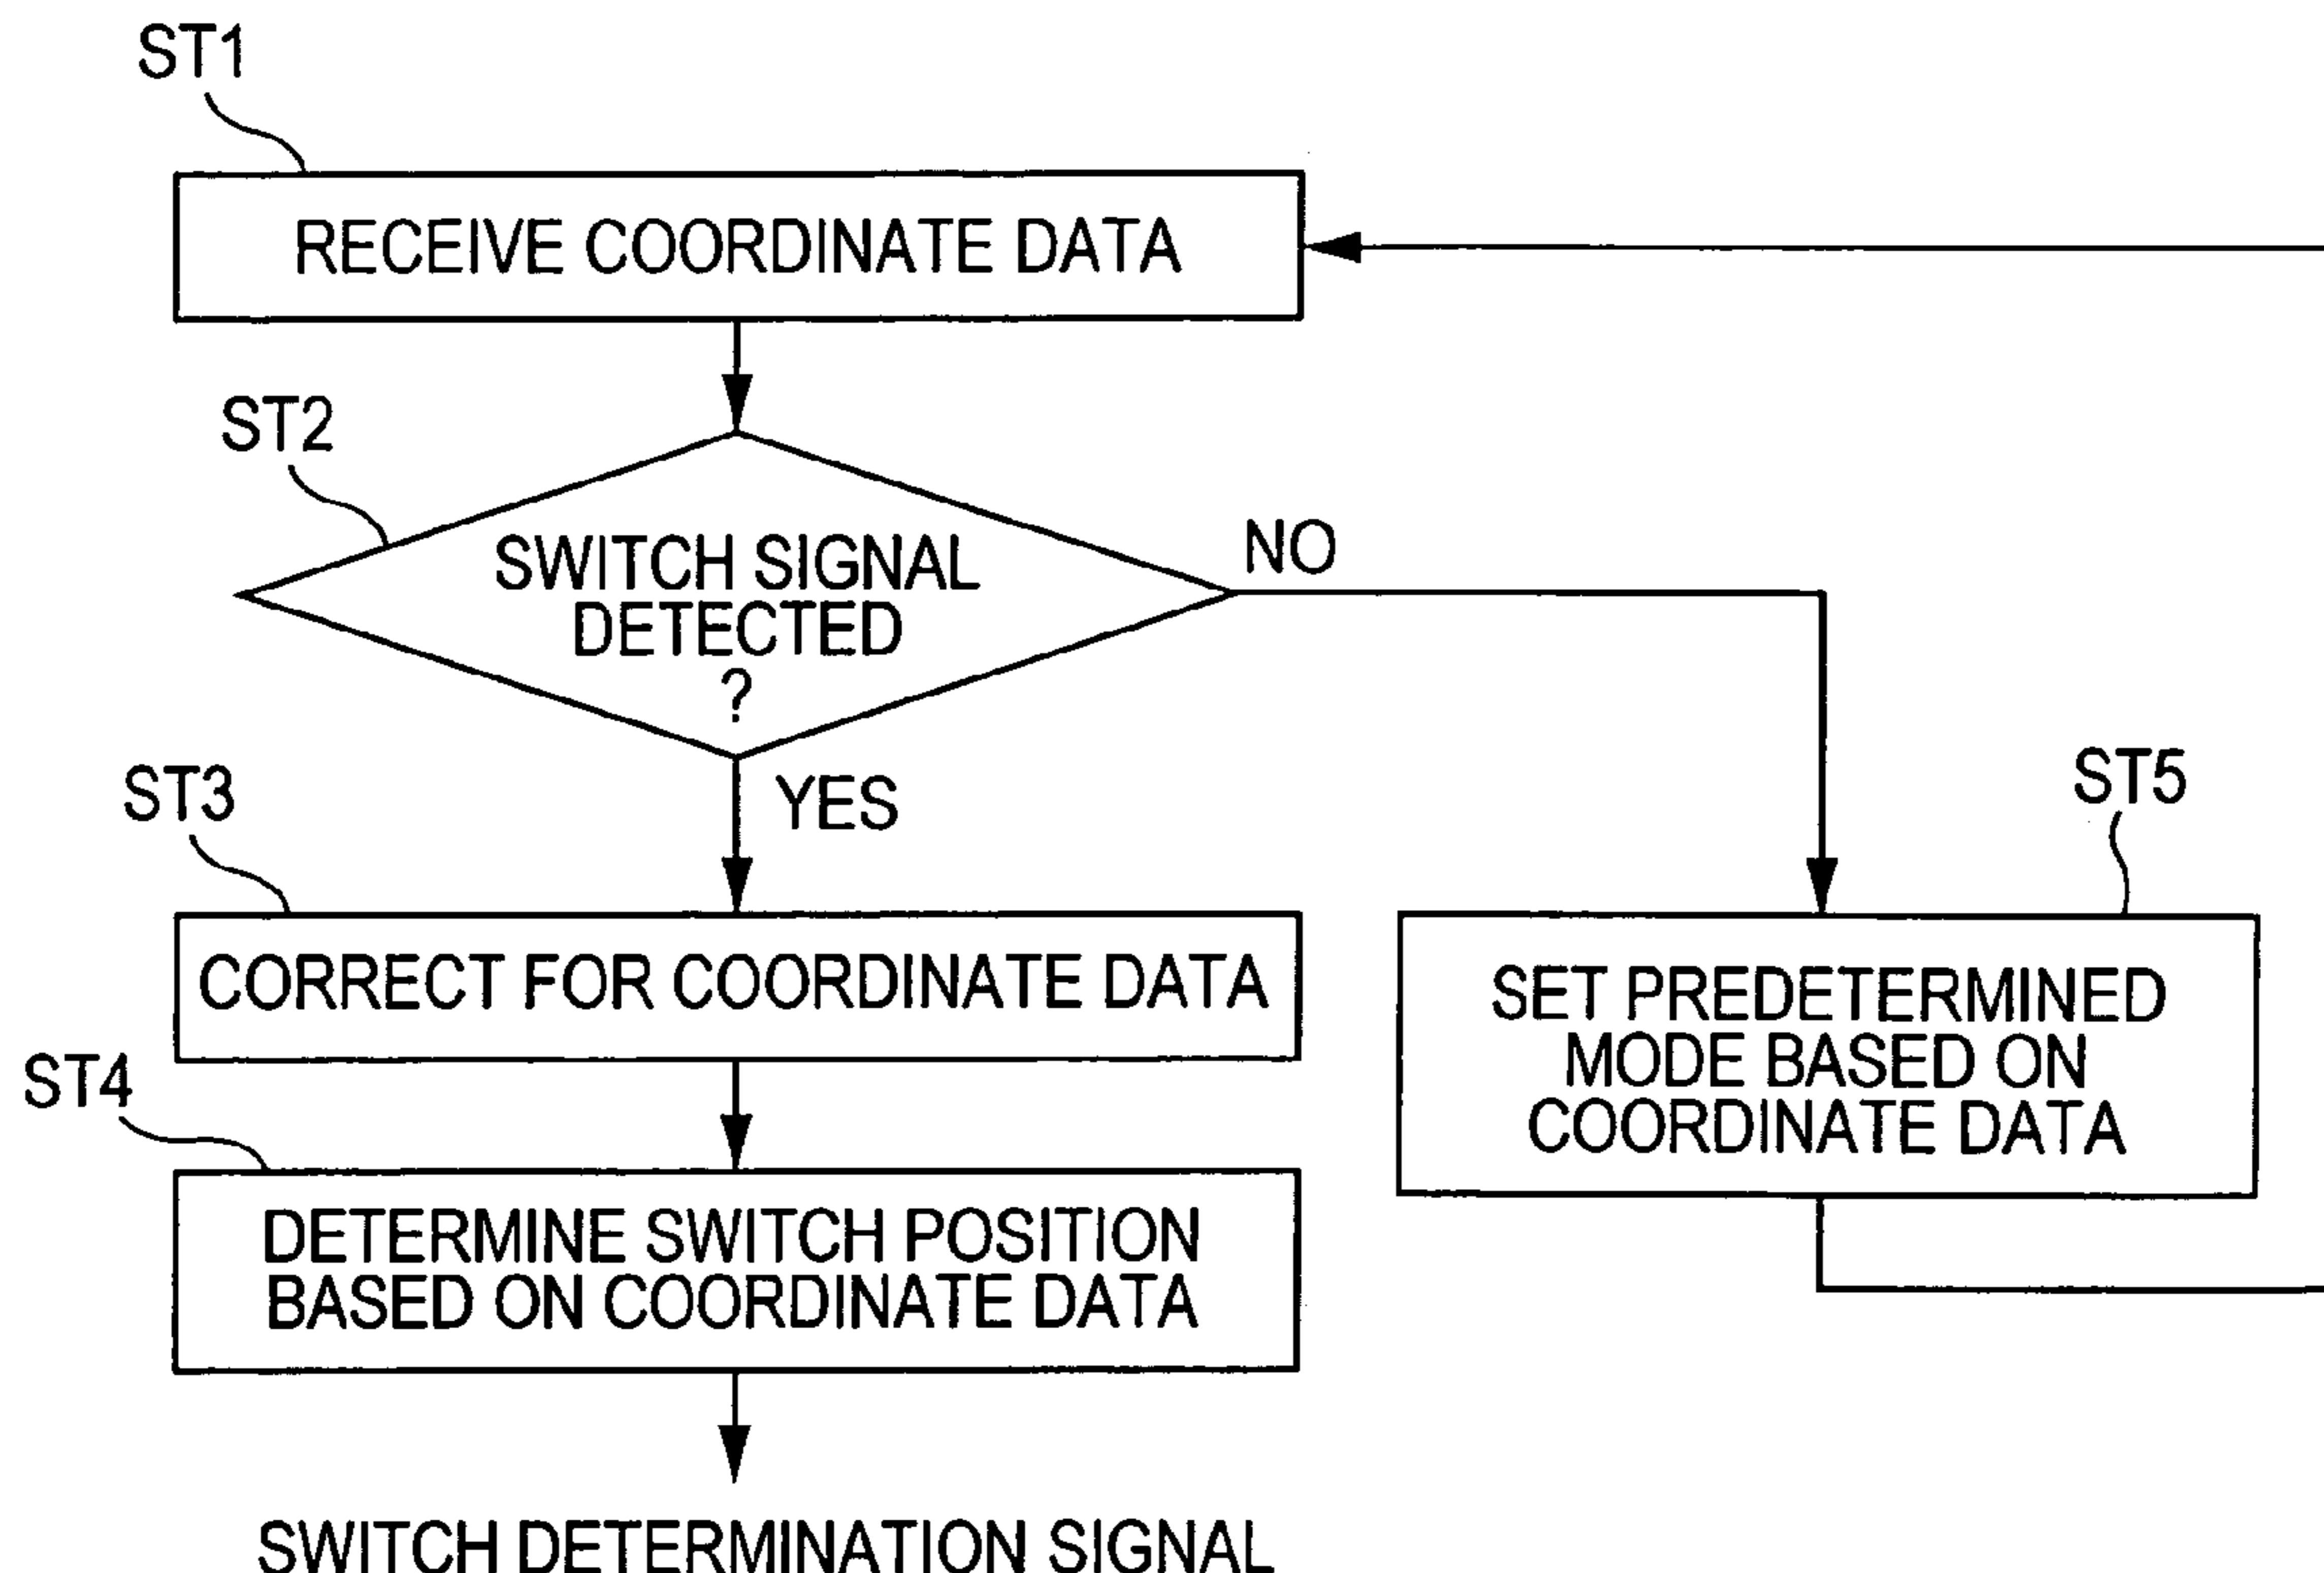 ST1
RECEIVE COORDINATE DATA
ST2
SWITCH SIGNAL
DETECTED
?
NO
YES
ST3
CORRECT FOR COORDINATE DATA
ST5
SET PREDETERMINED
MODE BASED ON
COORDINATE DATA
ST4
DETERMINE SWITCH POSITION
BASED ON COORDINATE DATA
SWITCH DETERMINATION SIGNAL